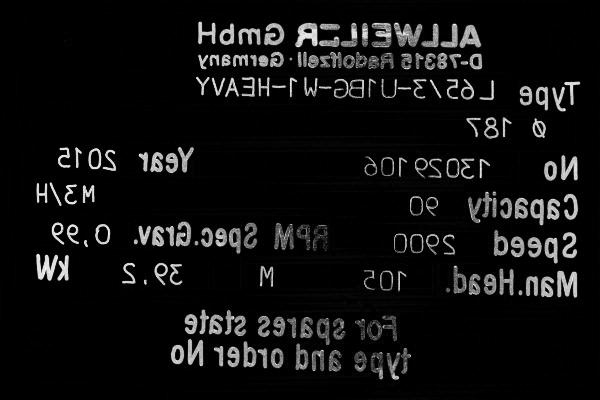 ALLWEILER GmbH
D-78315 Radolfzell · Germany
Type L65/3-U1BG-W1-HEAVY
Ø 187
No 13029106 Year 2015
Capacity 90 M3/H
Speed 2900 RPM Spec.Grav. 0,99
Man.Head. 105 M 39.2 KW
For spares state
type and order No